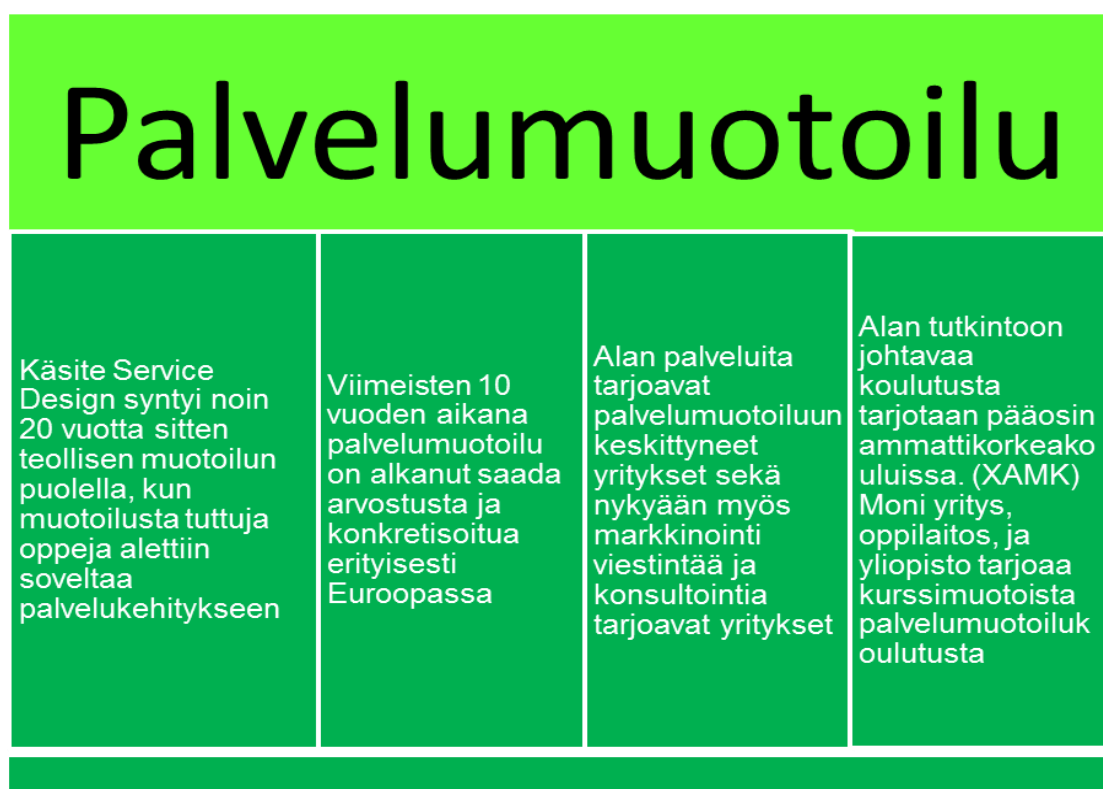 Palvelumuotoilu
Käsite Service
Design syntyi noin
20 vuotta sitten
teollisen muotoilun
puolella, kun
muotoilusta tuttuja
oppeja alettiin
soveltaa
palvelukehitykseen
Viimeisten 10
vuoden aikana
palvelumuotoilu
on alkanut saada
arvostusta ja
konkretisoitua
erityisesti
Euroopassa
Alan palveluita
tarjoavat
palvelumuotoiluun
keskittyneet
yritykset sekä
nykyään myös
markkinointi
viestintää ja
konsultointia
tarjoavat yritykset
Alan tutkintoon
johtavaa
koulutusta
tarjotaan pääosin
ammattikorkeako
uluissa. (XAMK)
Moni yritys,
oppilaitos, ja
yliopisto tarjoaa
kurssimuotoista
palvelumuotoiluk
oulutusta